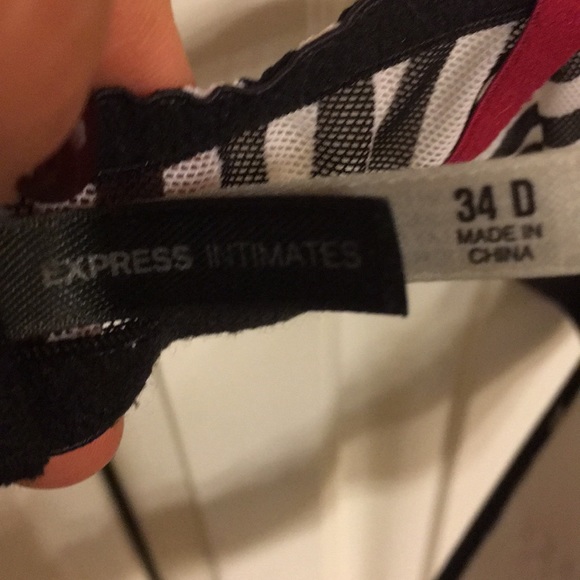 EXPRESS INTIMATES
34 D
MADE IN
CHINA